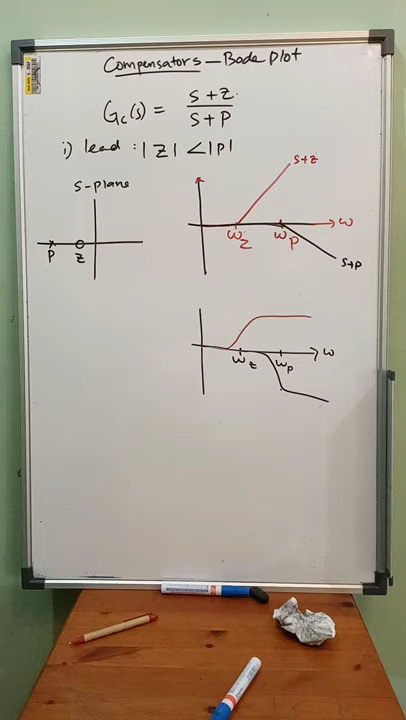 Compensators - Bode plot
Gc(s) = s+z / s+p
i) lead : |z| < |p|
s-plane
p z
s+z
ω
ωz ωp
s+p
ω
ωz ωp